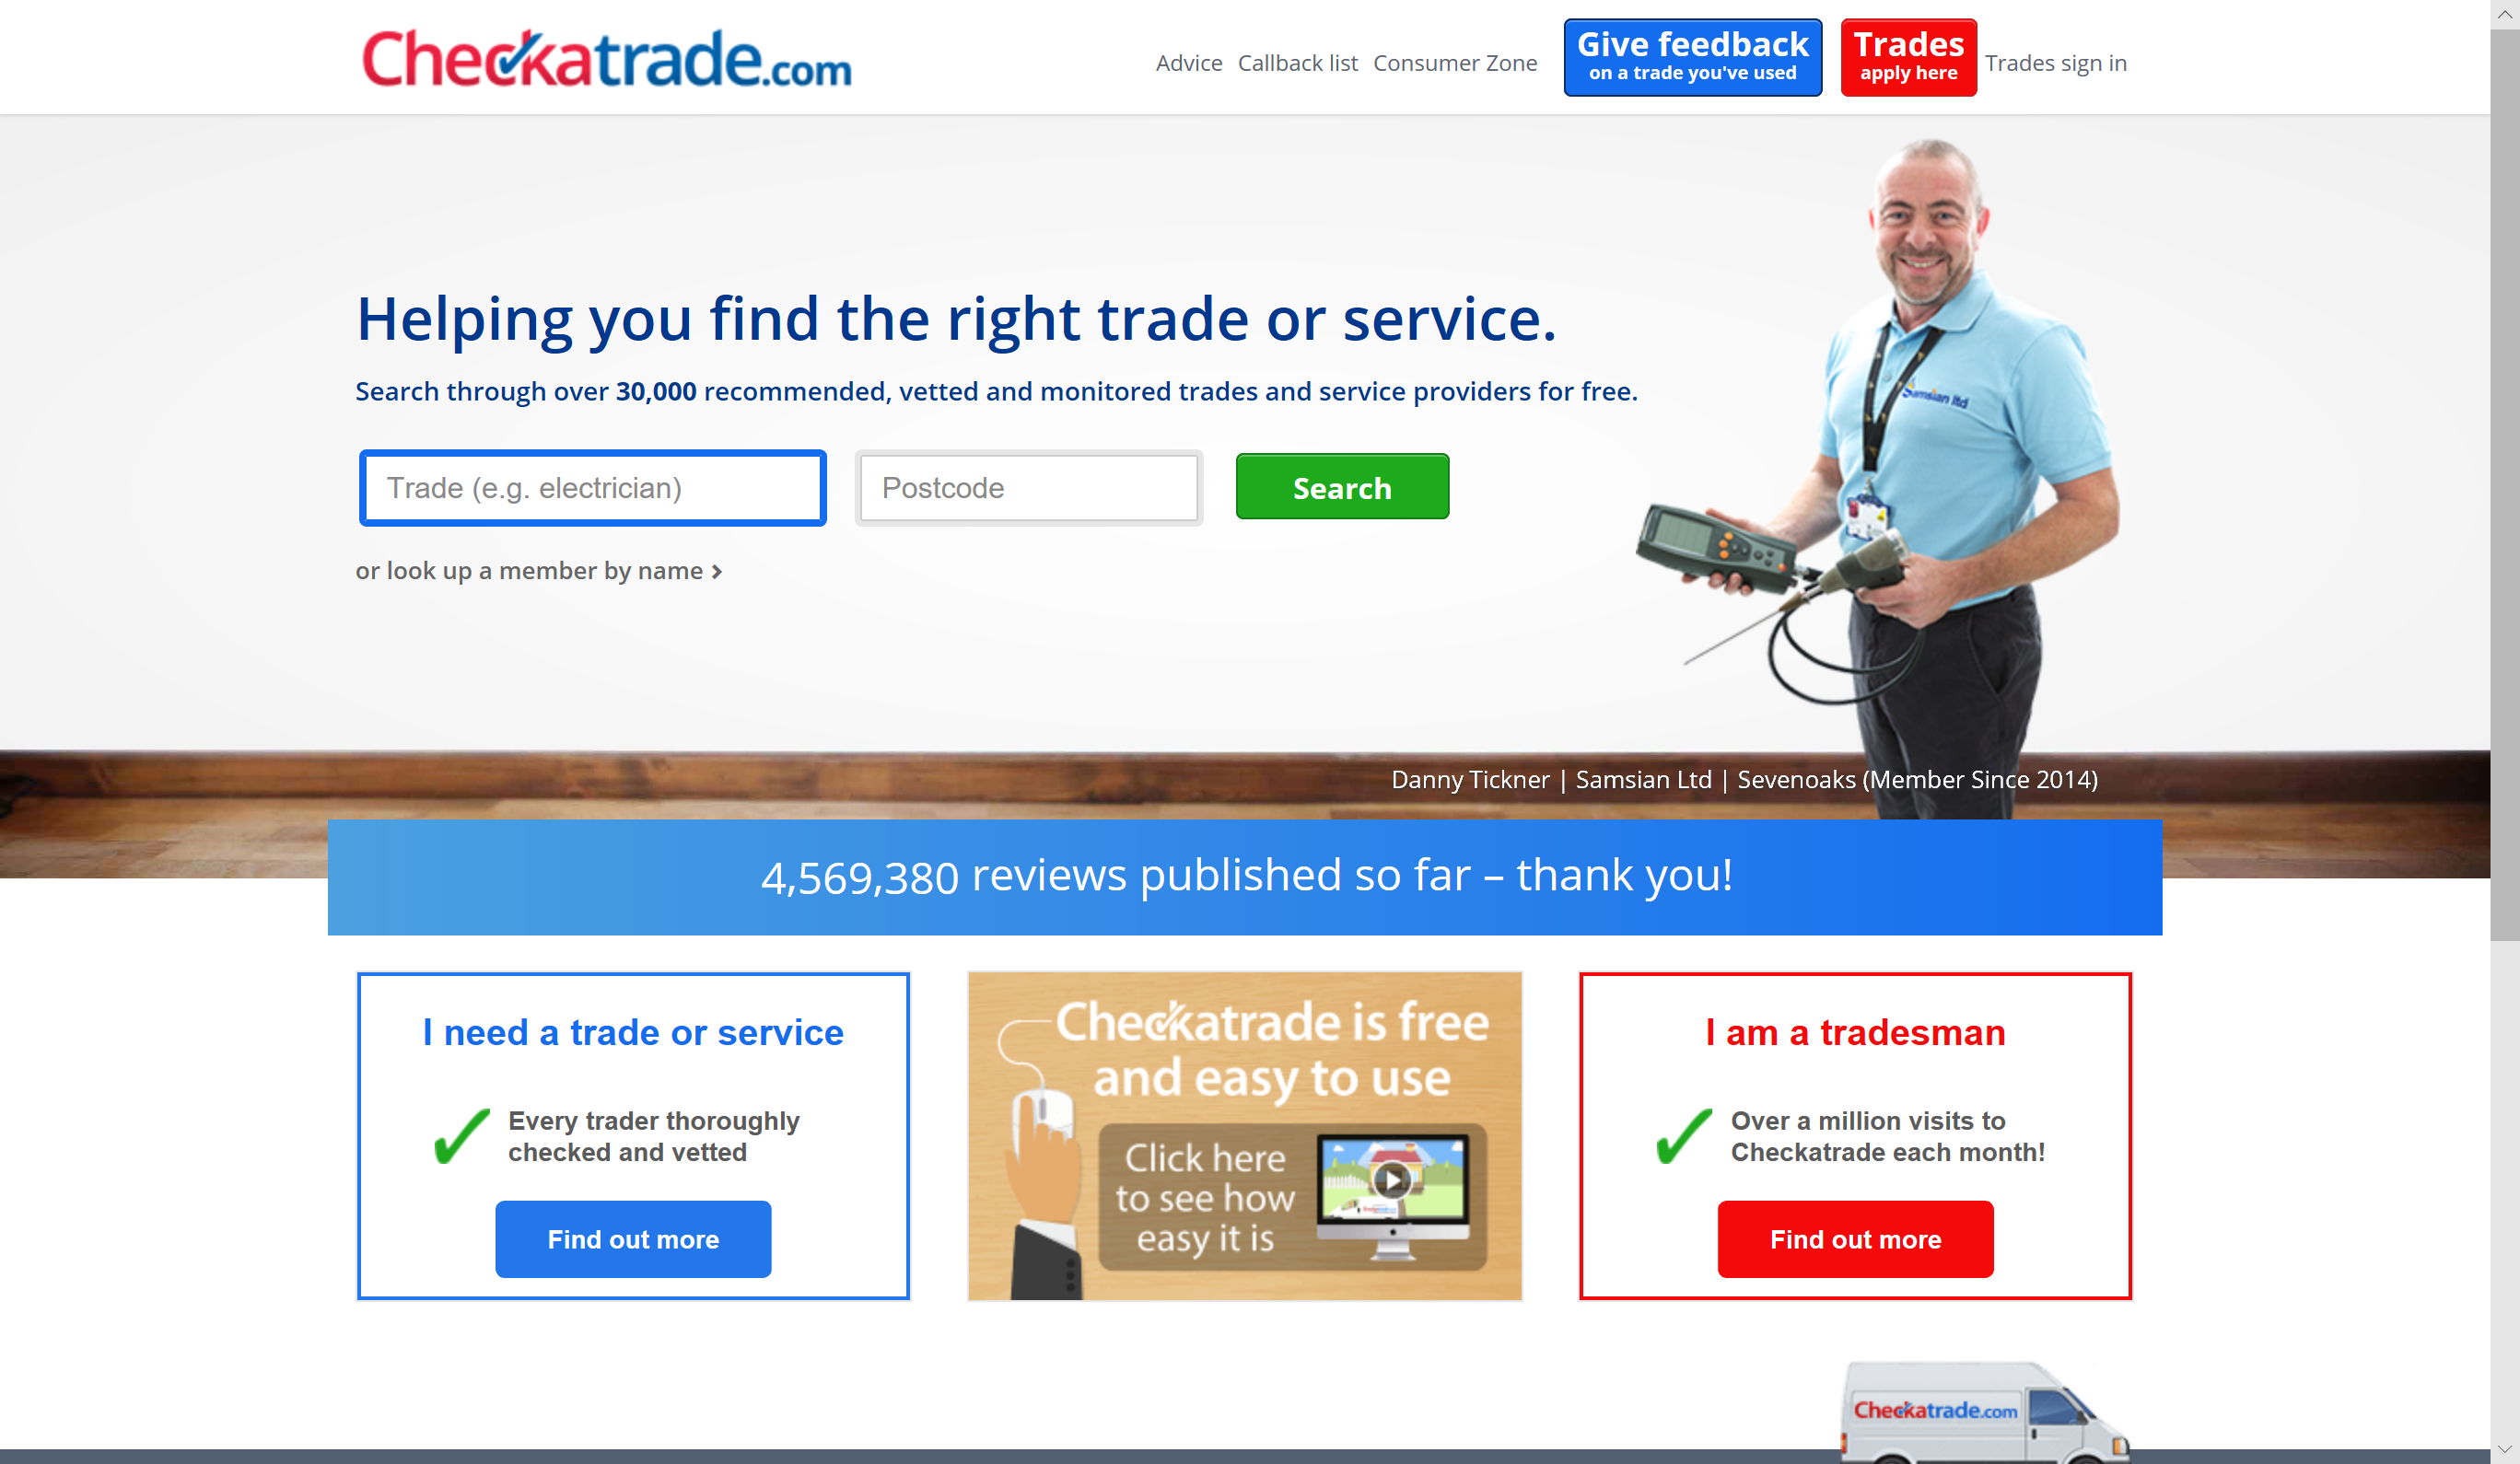 Checkatrade.com
Advice Callback list Consumer Zone
Give feedback
on a trade you've used
Trades
apply here
Trades sign in
Helping you find the right trade or service.
Search through over 30,000 recommended, vetted and monitored trades and service providers for free.
Trade (e.g. electrician)
Postcode
Search
or look up a member by name
Samsian ltd
Danny Tickner | Samsian Ltd | Sevenoaks (Member Since 2014)
4,569,380 reviews published so far – thank you!
I need a trade or service
Every trader thoroughly
checked and vetted
Find out more
Checkatrade is free
and easy to use
Click here
to see how
easy it is
I am a tradesman
Over a million visits to
Checkatrade each month!
Find out more
Checkatrade.com